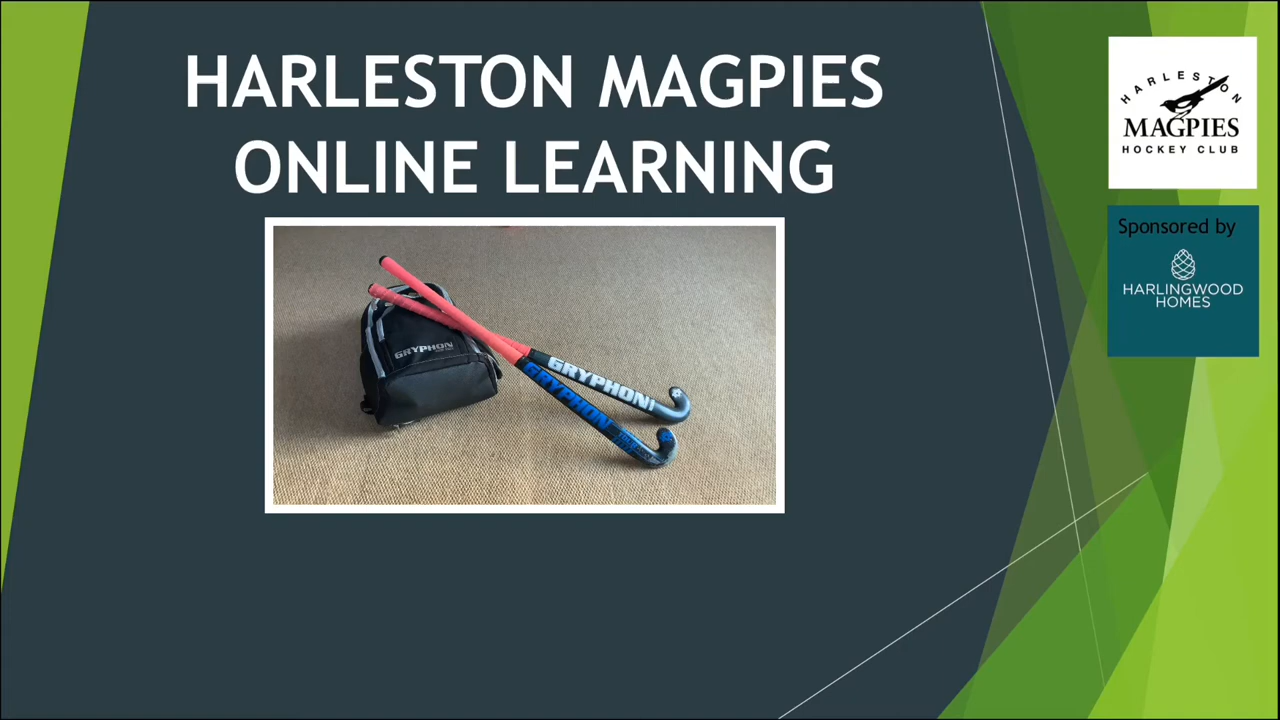 HARLESTON MAGPIES
ONLINE LEARNING
HARLESTON
MAGPIES
HOCKEY CLUB
Sponsored by
HARLINGWOOD
HOMES
GRYPHON
GRYPHON
GRYPHON